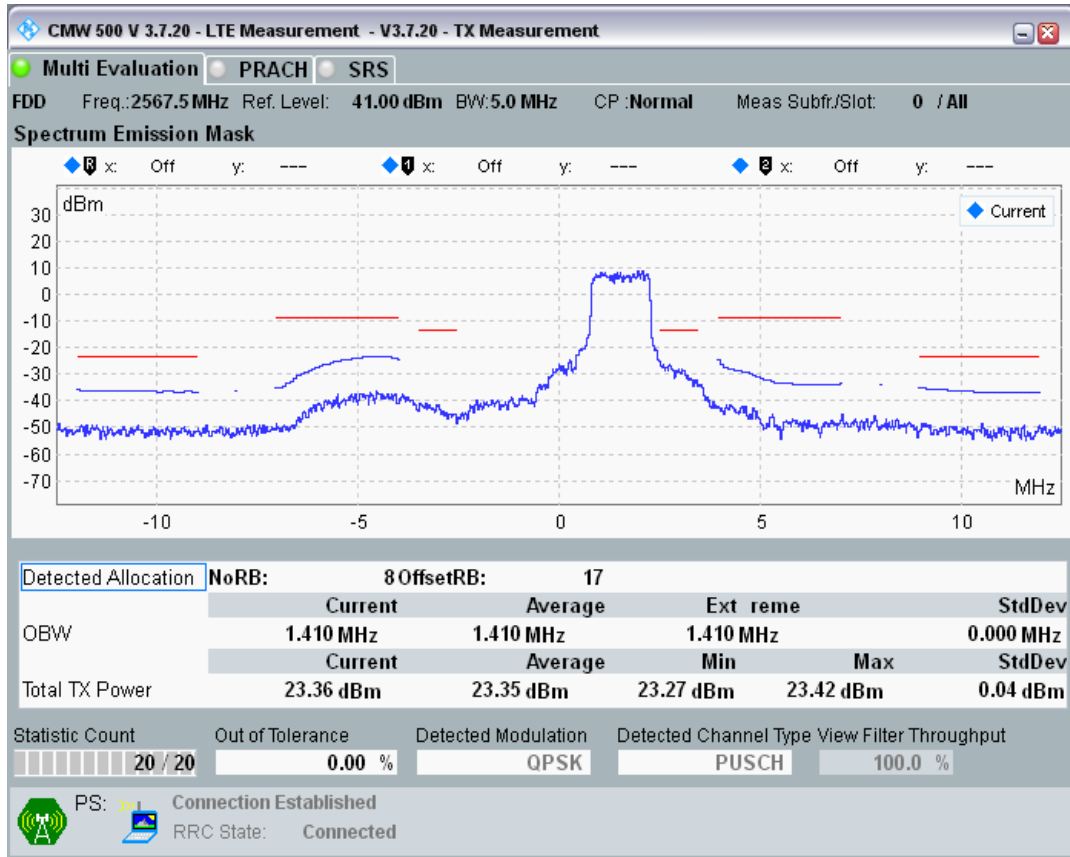 CMW 500 V 3.7.20 - LTE Measurement - V3.7.20 - TX Measurement
Multi Evaluation PRACH SRS
FDD Freq.:2567.5 MHz Ref. Level: 41.00 dBm BW:5.0 MHz CP :Normal Meas Subfr./Slot: 0 / All
Spectrum Emission Mask
R x: Off y: --- 1 x: Off y: --- 2 x: Off y: ---
dBm
Current
30
20
10
0
-10
-20
-30
-40
-50
-60
-70
MHz
-10 -5 0 5 10
Detected Allocation NoRB: 8 OffsetRB: 17
Current Average Ext reme StdDev
OBW 1.410 MHz 1.410 MHz 1.410 MHz 0.000 MHz
Current Average Min Max StdDev
Total TX Power 23.36 dBm 23.35 dBm 23.27 dBm 23.42 dBm 0.04 dBm
Statistic Count Out of Tolerance Detected Modulation Detected Channel Type View Filter Throughput
20 / 20 0.00 % QPSK PUSCH 100.0 %
PS: Connection Established
RRC State: Connected